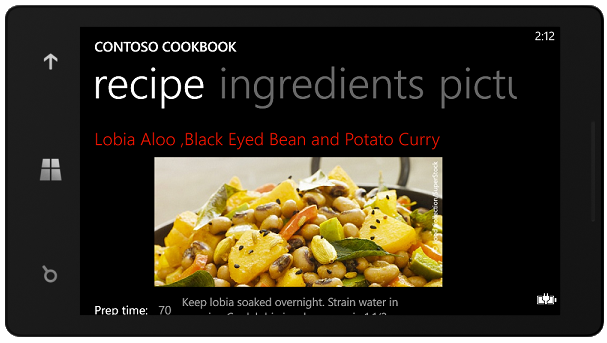 2:12
CONTOSO COOKBOOK
recipe ingredients pictu
Lobia Aloo ,Black Eyed Bean and Potato Curry
Prep time: 70
Keep lobia soaked overnight. Strain water in